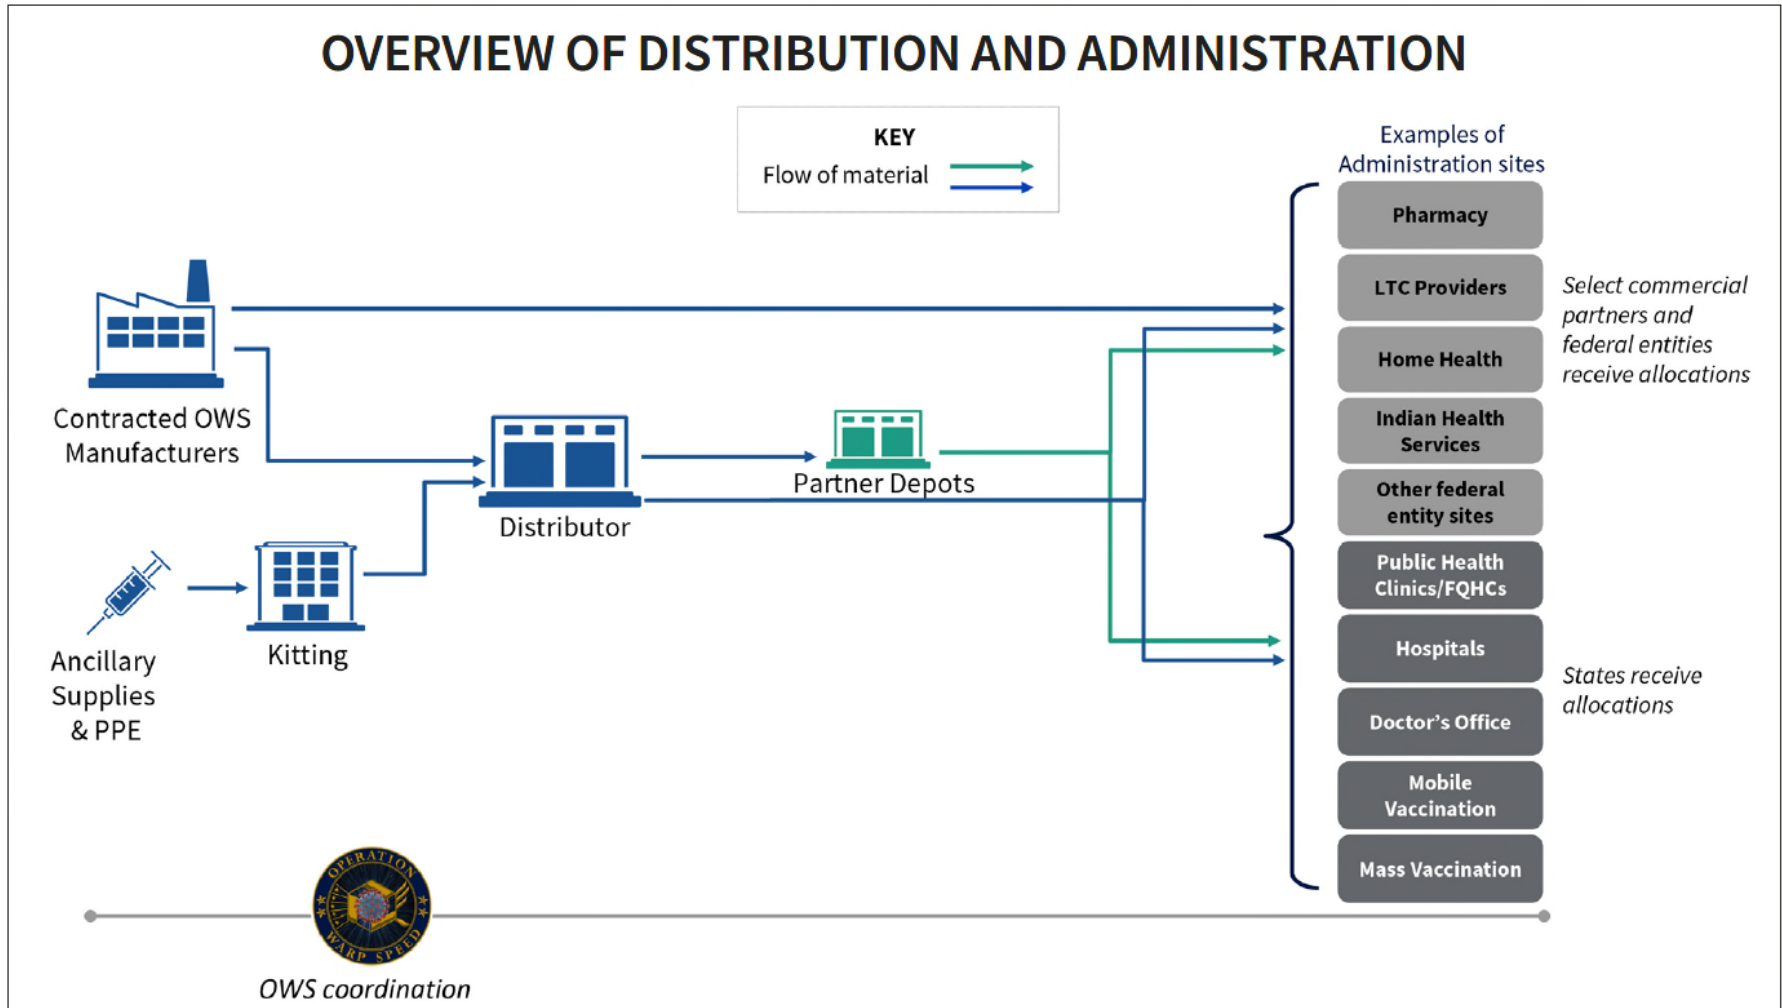 OVERVIEW OF DISTRIBUTION AND ADMINISTRATION
KEY
Flow of material
Examples of
Administration sites
Pharmacy
LTC Providers
Home Health
Indian Health
Services
Other federal
entity sites
Public Health
Clinics/FQHCs
Hospitals
Doctor's Office
Mobile
Vaccination
Mass Vaccination
Select commercial
partners and
federal entities
receive allocations
States receive
allocations
Contracted OWS
Manufacturers
Distributor
Partner Depots
Ancillary
Supplies
& PPE
Kitting
OPERATION
WARP SPEED
OWS coordination